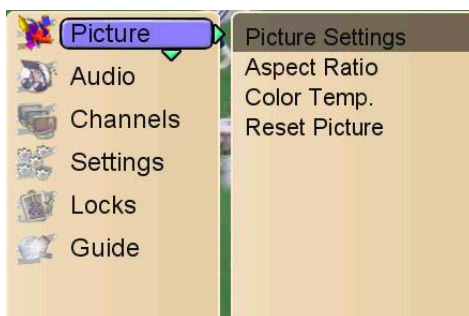 Picture
Audio
Channels
Settings
Locks
Guide
Picture Settings
Aspect Ratio
Color Temp.
Reset Picture